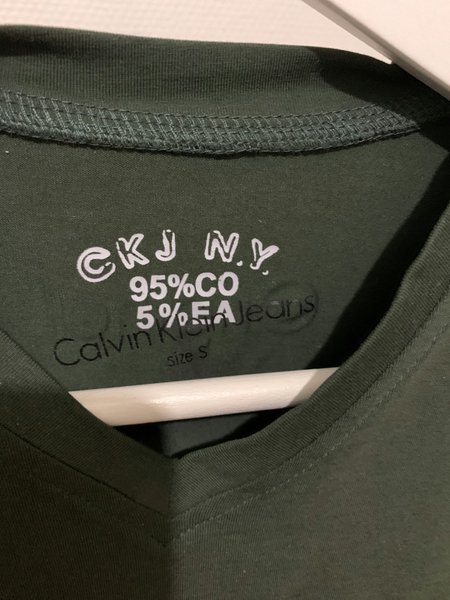 CKJ N.Y.
95%CO
5%EA
Calvin Klein Jeans
size S